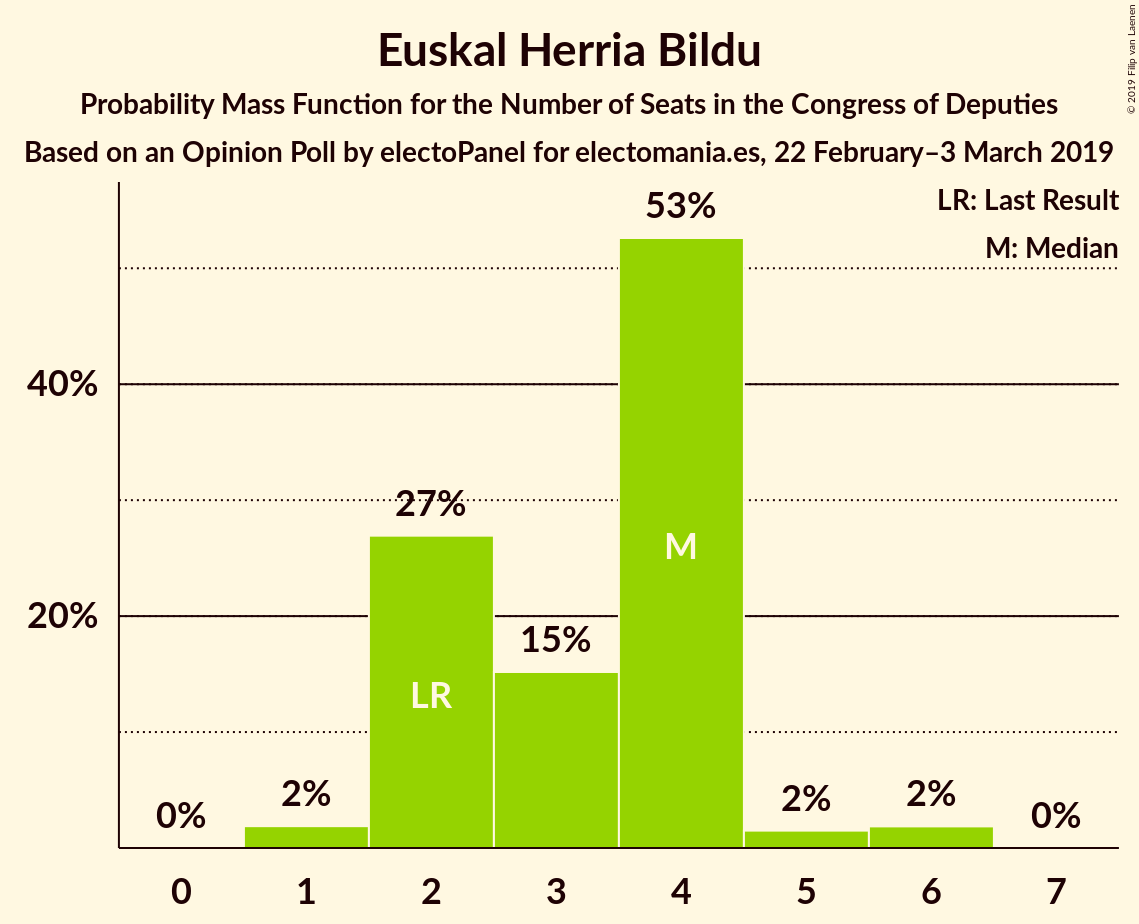 Euskal Herria Bildu
Probability Mass Function for the Number of Seats in the Congress of Deputies
Based on an Opinion Poll by electoPanel for electomania.es, 22 February–3 March 2019
© 2019 Filip van Laenen
LR: Last Result
M: Median
53%
40%
27%
M
20%
15%
LR
2%
2%
2%
0%
0%
0 1 2 3 4 5 6 7